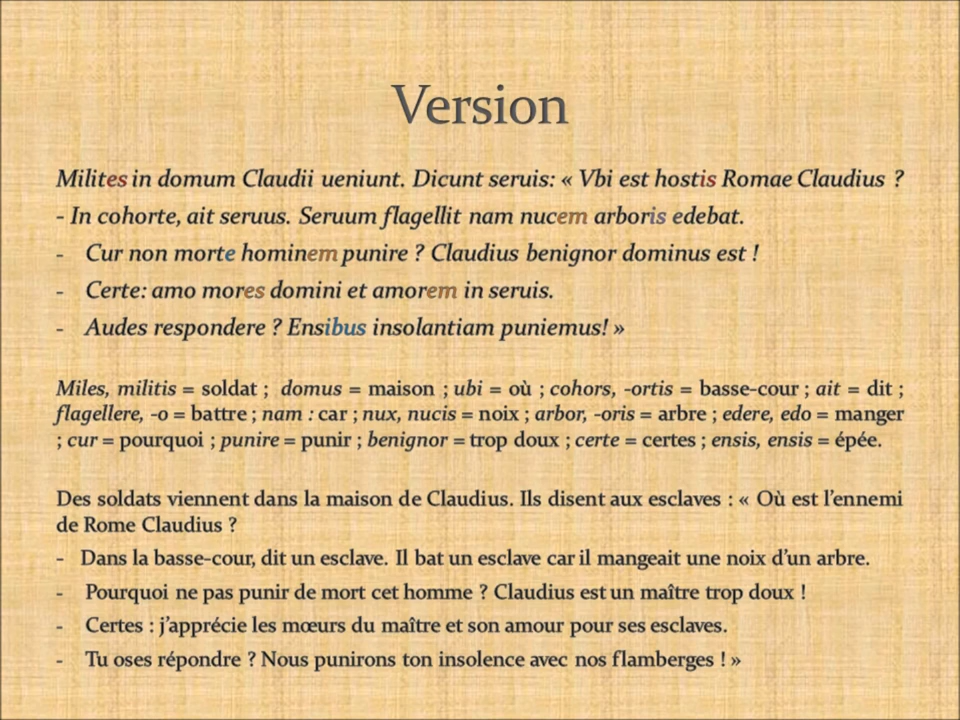 Version
Milites in domum Claudii ueniunt. Dicunt seruis: « Vbi est hostis Romae Claudius ?
- In cohorte, ait seruus. Seruum flagellit nam nucem arboris edebat.
- Cur non morte hominem punire ? Claudius benignor dominus est !
- Certe: amo mores domini et amorem in seruis.
- Audes respondere ? Ensibus insolantiam puniemus! »
Miles, militis = soldat ; domus = maison ; ubi = où ; cohors, -ortis = basse-cour ; ait = dit ;
flagellere, -o = battre ; nam : car ; nux, nucis = noix ; arbor, -oris = arbre ; edere, edo = manger
; cur = pourquoi ; punire = punir ; benignor = trop doux ; certe = certes ; ensis, ensis = épée.
Des soldats viennent dans la maison de Claudius. Ils disent aux esclaves : « Où est l'ennemi
de Rome Claudius ?
- Dans la basse-cour, dit un esclave. Il bat un esclave car il mangeait une noix d'un arbre.
- Pourquoi ne pas punir de mort cet homme ? Claudius est un maître trop doux !
- Certes : j'apprécie les mœurs du maître et son amour pour ses esclaves.
- Tu oses répondre ? Nous punirons ton insolence avec nos flamberges ! »